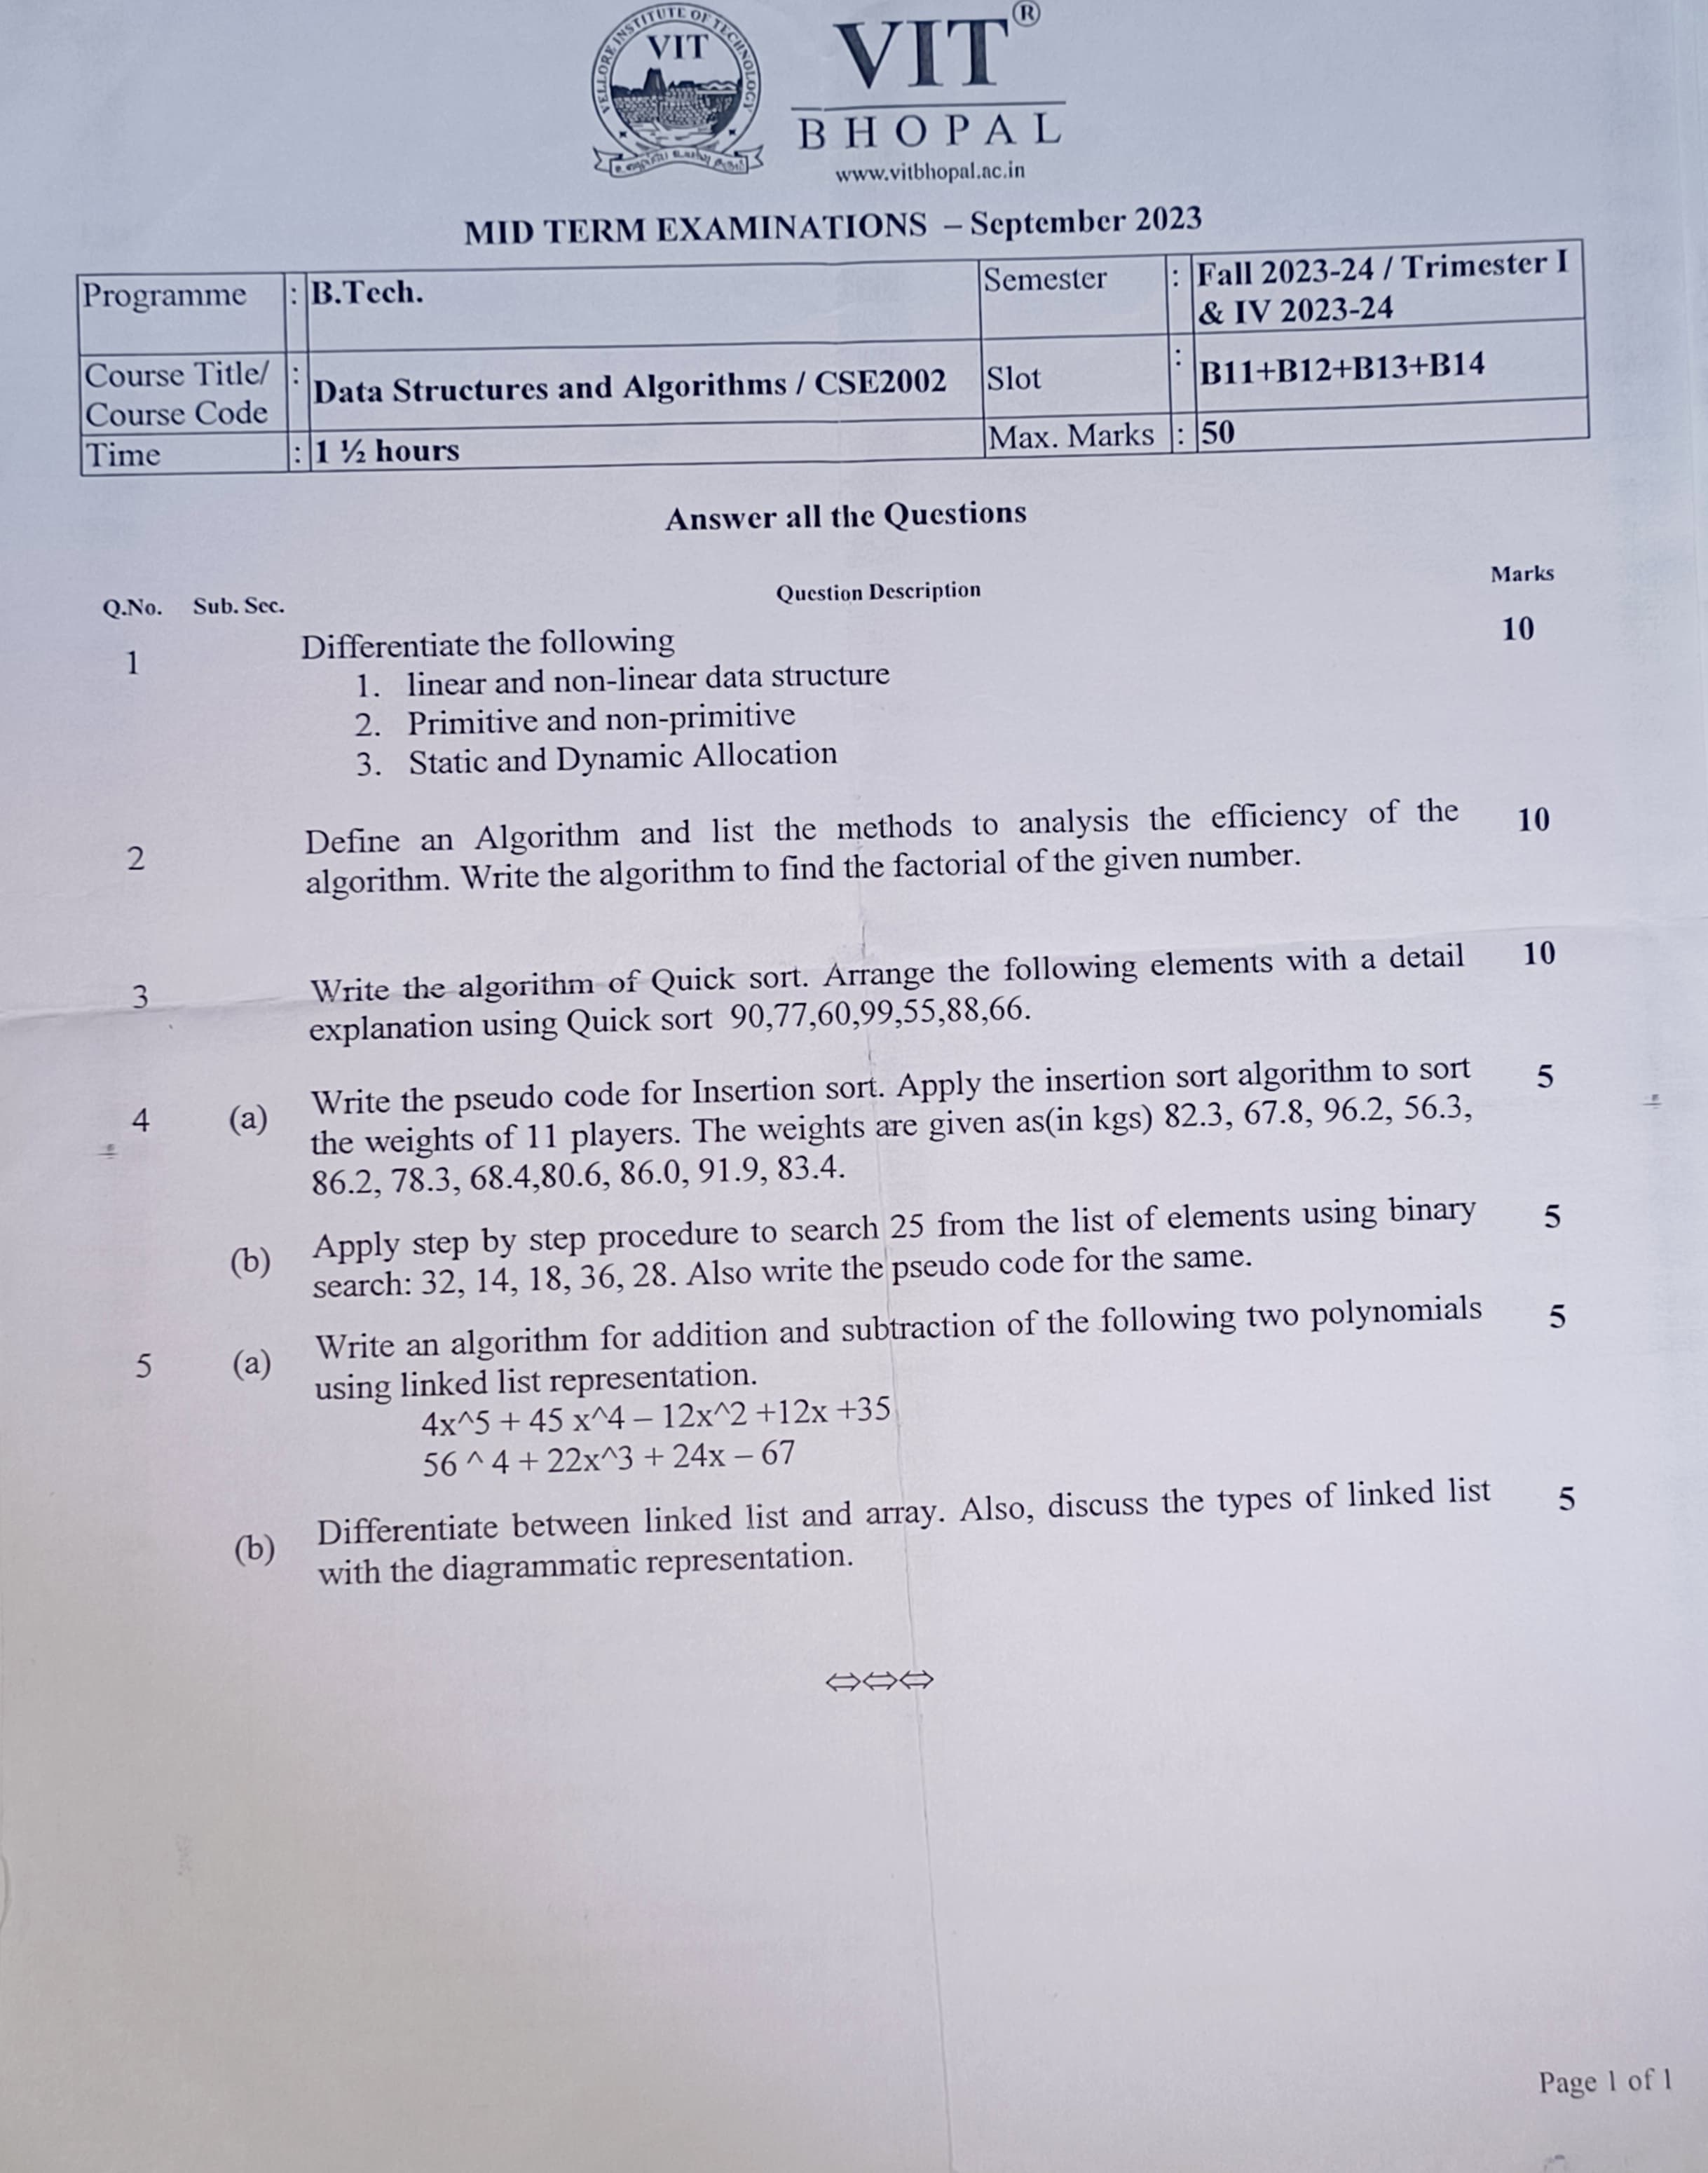 VELLORE INSTITUTE OF TECHNOLOGY
VIT
VIT®
BHOPAL
www.vitbhopal.ac.in
MID TERM EXAMINATIONS – September 2023
Programme : B.Tech. Semester : Fall 2023-24 / Trimester I
& IV 2023-24
Course Title/ : Data Structures and Algorithms / CSE2002 Slot : B11+B12+B13+B14
Course Code
Time : 1 ½ hours Max. Marks : 50
Answer all the Questions
Q.No. Sub. Sec. Question Description Marks
1 Differentiate the following 10
1. linear and non-linear data structure
2. Primitive and non-primitive
3. Static and Dynamic Allocation
2 Define an Algorithm and list the methods to analysis the efficiency of the 10
algorithm. Write the algorithm to find the factorial of the given number.
3 Write the algorithm of Quick sort. Arrange the following elements with a detail 10
explanation using Quick sort 90,77,60,99,55,88,66.
4 (a) Write the pseudo code for Insertion sort. Apply the insertion sort algorithm to sort 5
the weights of 11 players. The weights are given as(in kgs) 82.3, 67.8, 96.2, 56.3,
86.2, 78.3, 68.4,80.6, 86.0, 91.9, 83.4.
(b) Apply step by step procedure to search 25 from the list of elements using binary 5
search: 32, 14, 18, 36, 28. Also write the pseudo code for the same.
5 (a) Write an algorithm for addition and subtraction of the following two polynomials 5
using linked list representation.
4x^5 + 45 x^4 – 12x^2 +12x +35
56 ^ 4 + 22x^3 + 24x – 67
(b) Differentiate between linked list and array. Also, discuss the types of linked list 5
with the diagrammatic representation.
⇔⇔⇔
Page 1 of 1